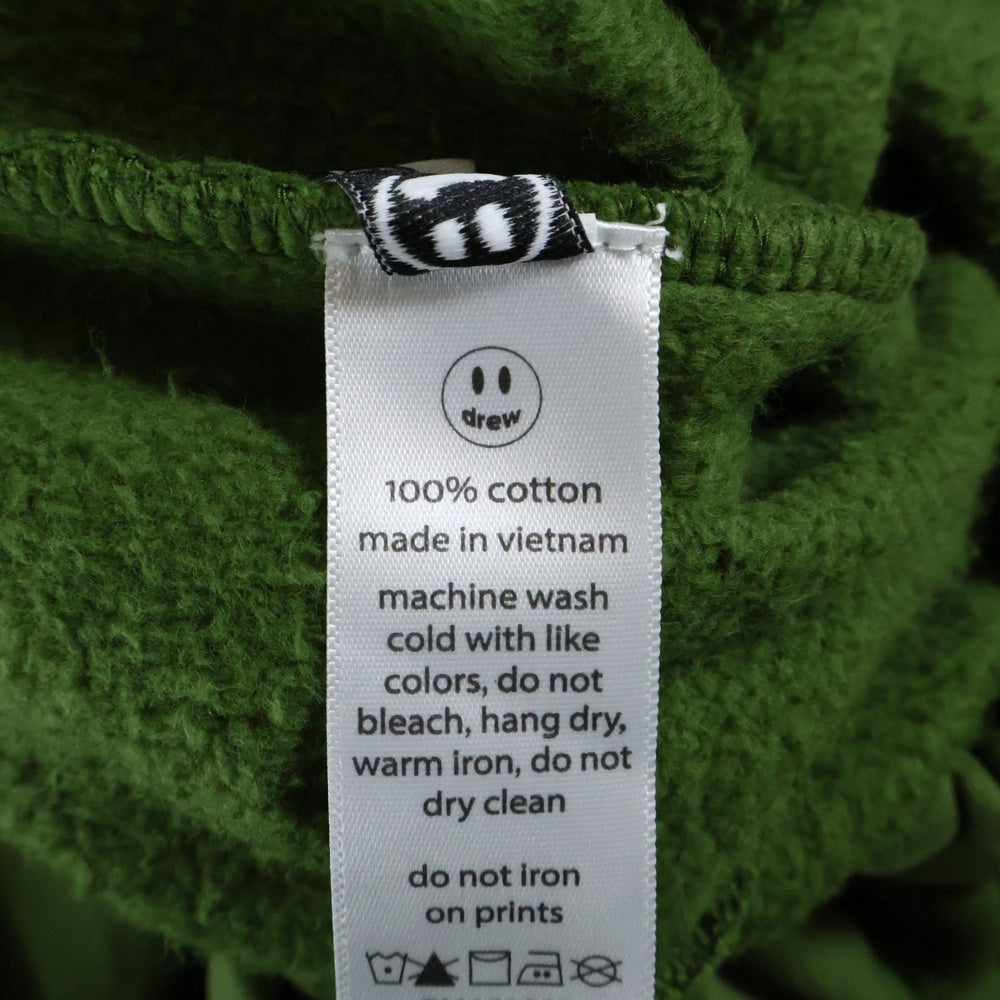 drew
100% cotton
made in vietnam
machine wash
cold with like
colors, do not
bleach, hang dry,
warm iron, do not
dry clean
do not iron
on prints